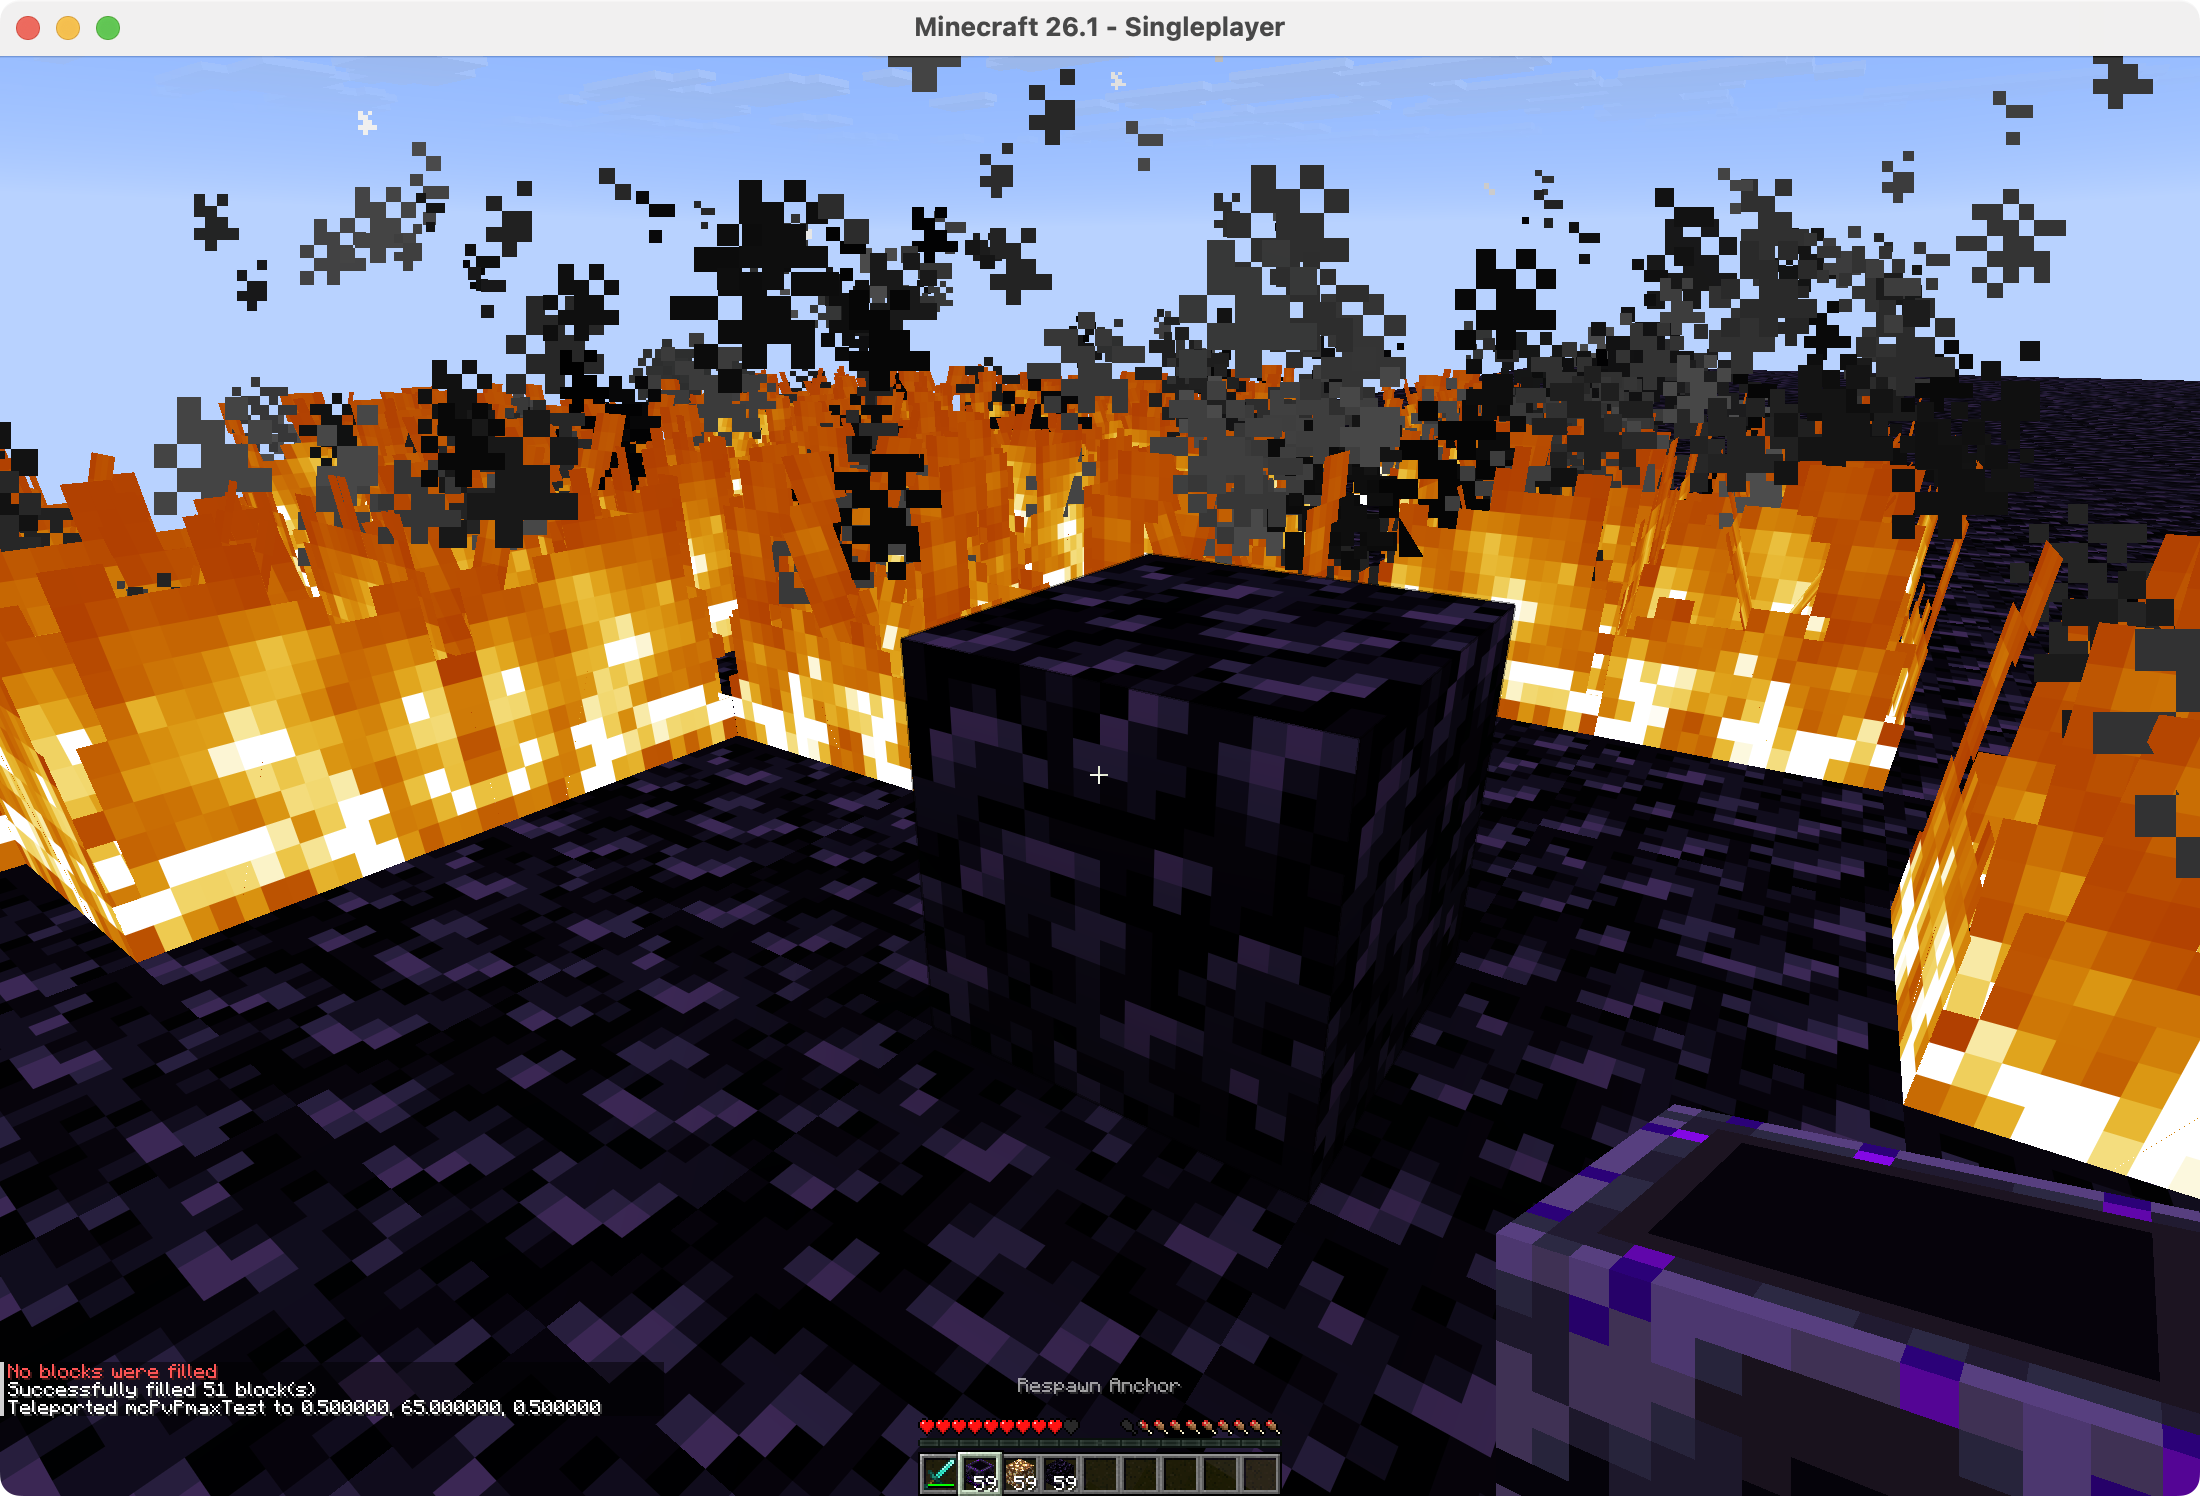 Minecraft 26.1 - Singleplayer
No blocks were filled
Successfully filled 51 block(s)
Teleported mcPvPmaxTest to 0.500000, 65.000000, 0.500000
Respawn Anchor
59 59 59